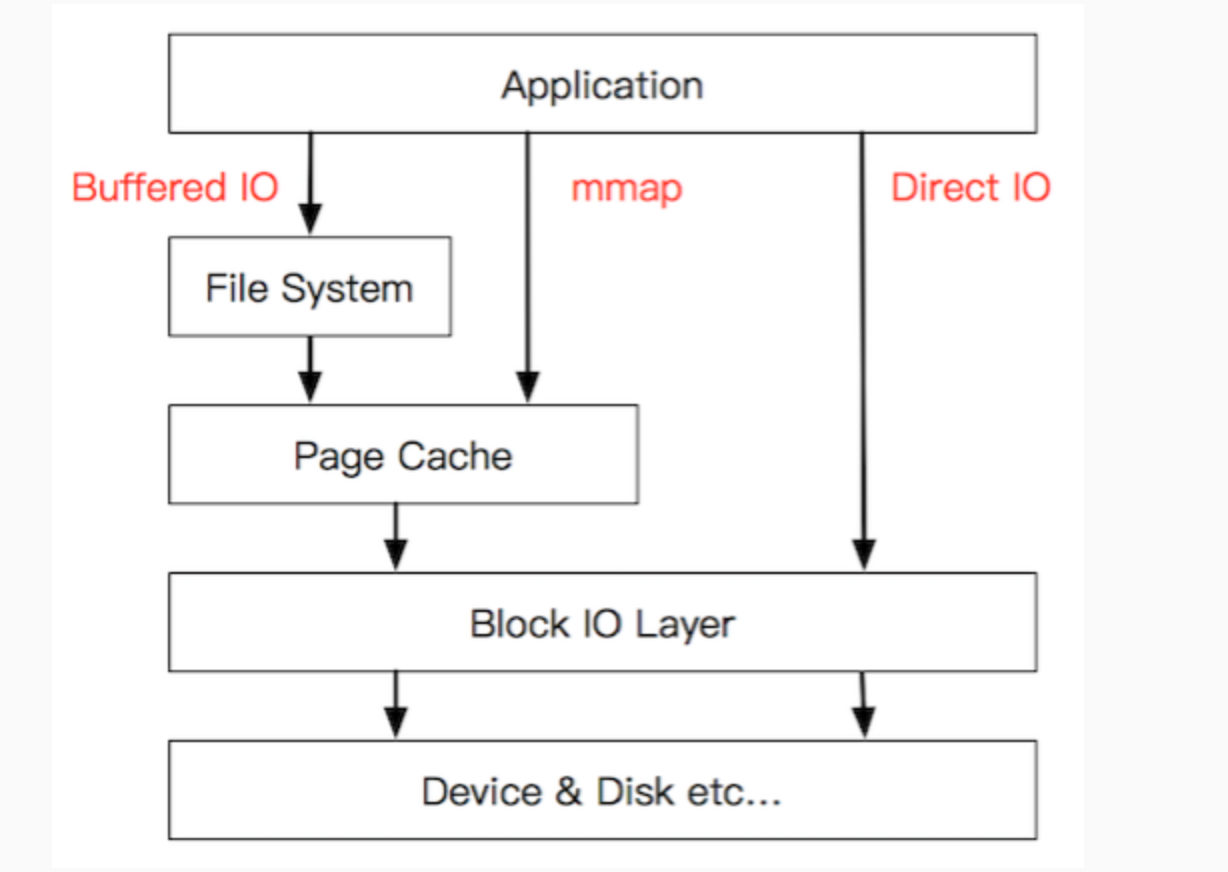 Application
Buffered IO
mmap
Direct IO
File System
Page Cache
Block IO Layer
Device & Disk etc...